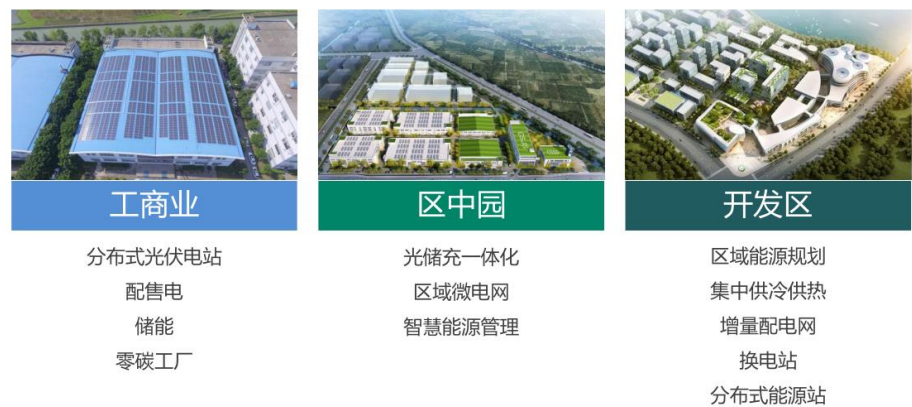 工商业
分布式光伏电站
配售电
储能
零碳工厂
区中园
光储充一体化
区域微电网
智慧能源管理
开发区
区域能源规划
集中供冷供热
增量配电网
换电站
分布式能源站